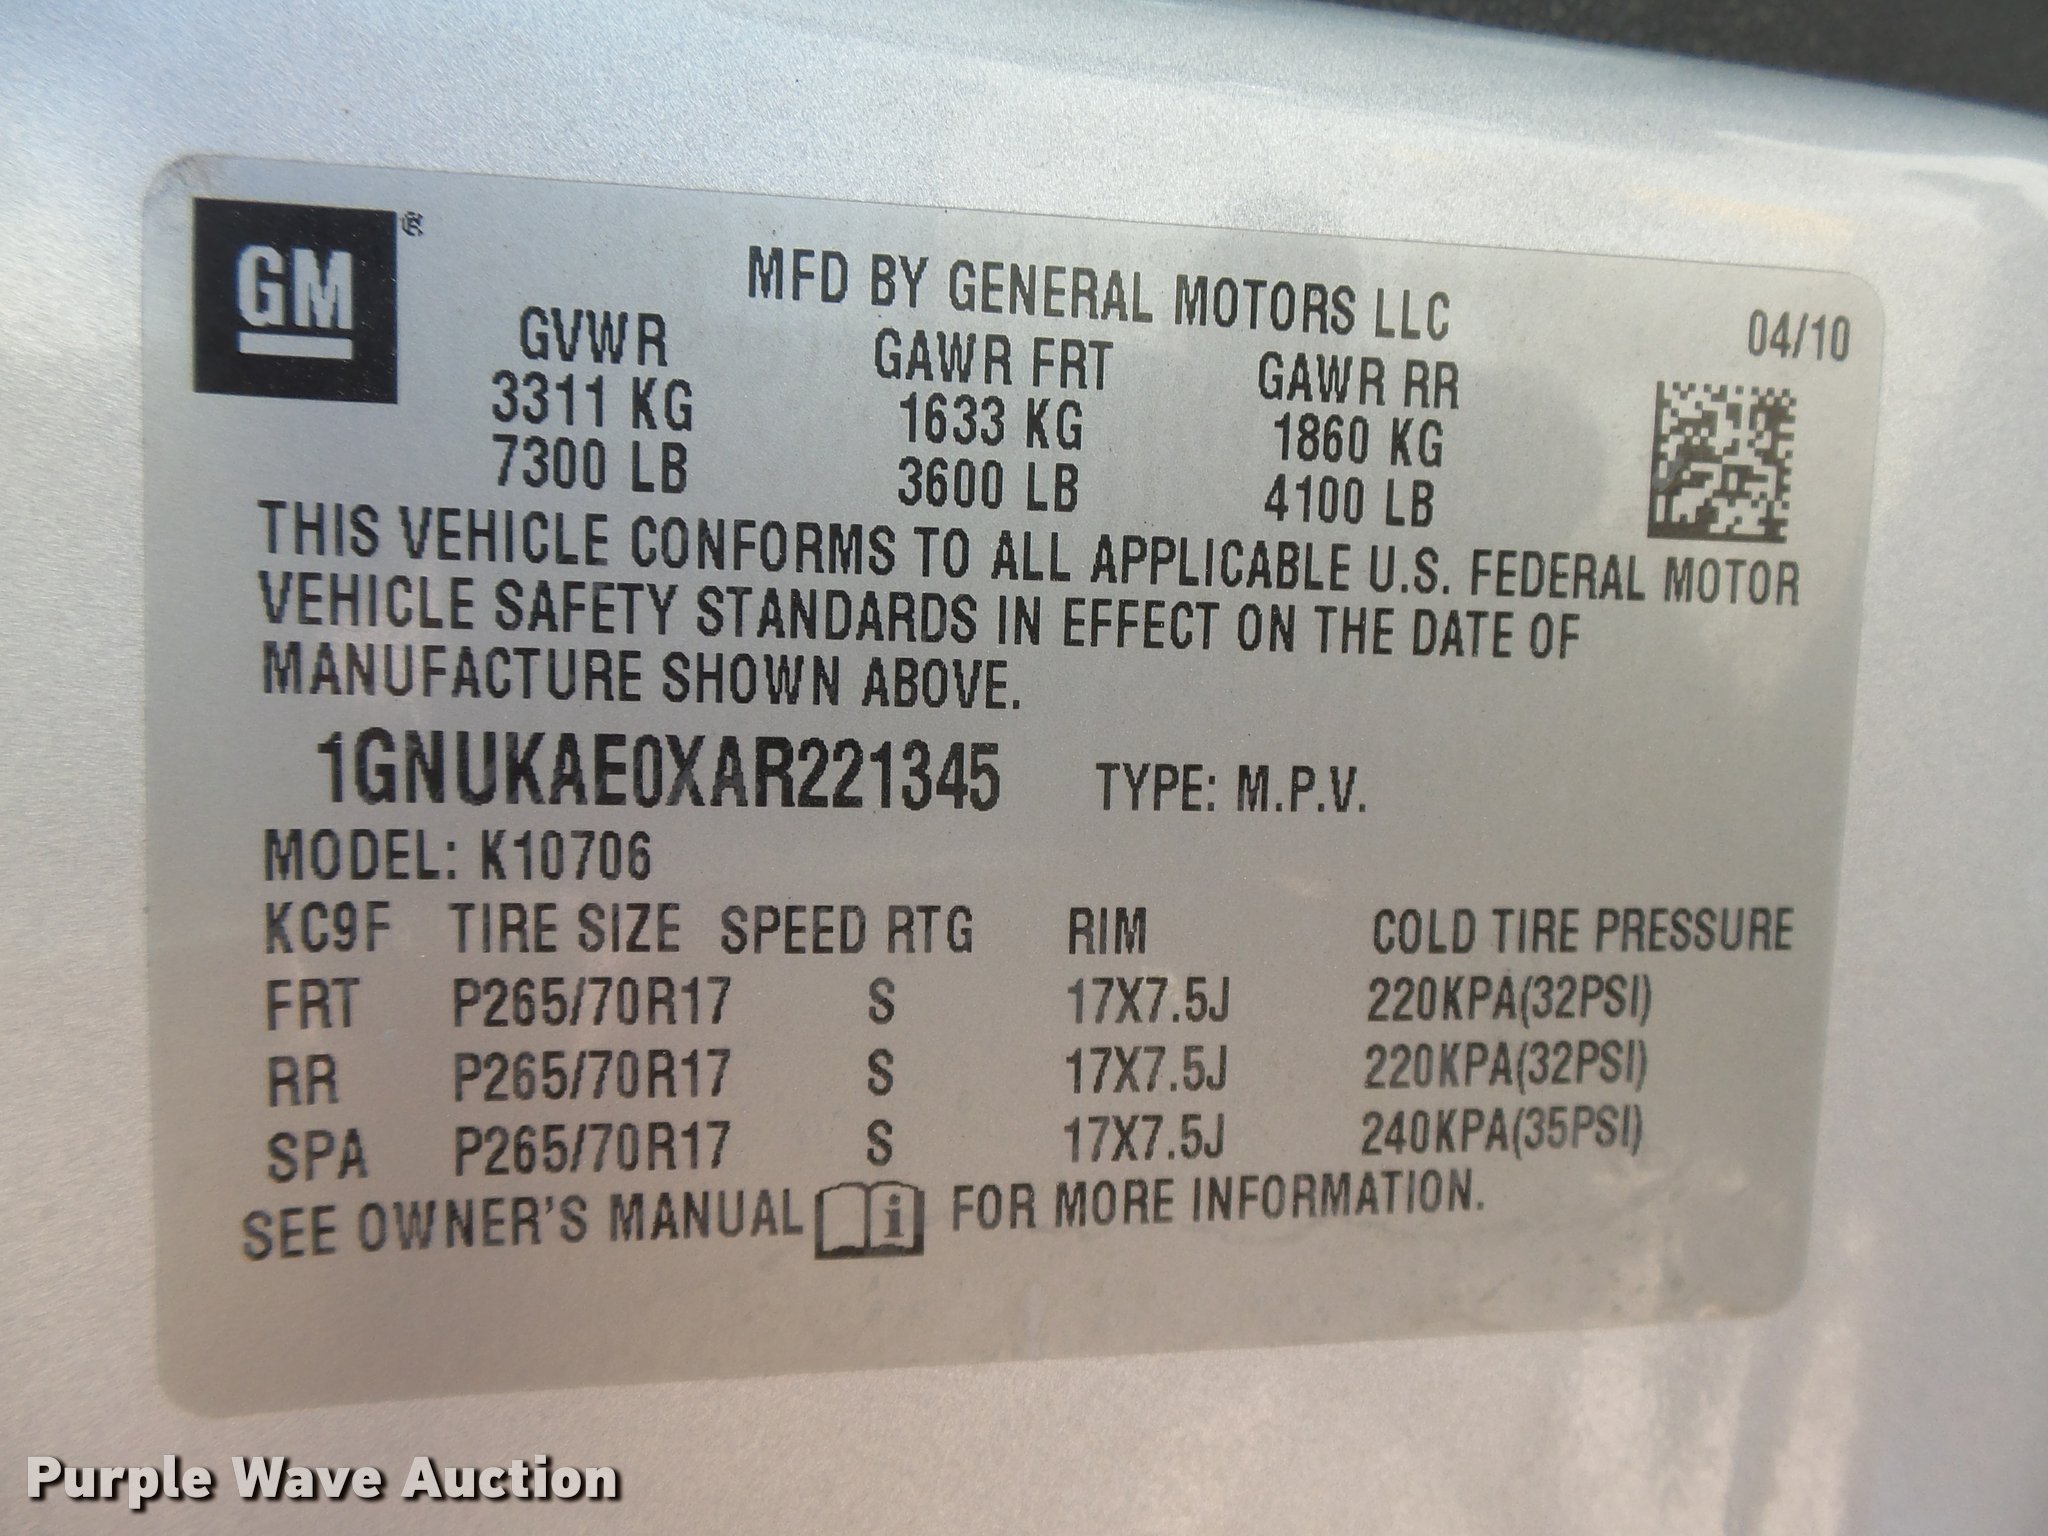 GM®
MFD BY GENERAL MOTORS LLC
04/10
GVWR GAWR FRT GAWR RR
3311 KG 1633 KG 1860 KG
7300 LB 3600 LB 4100 LB
THIS VEHICLE CONFORMS TO ALL APPLICABLE U.S. FEDERAL MOTOR
VEHICLE SAFETY STANDARDS IN EFFECT ON THE DATE OF
MANUFACTURE SHOWN ABOVE.
1GNUKAE0XAR221345 TYPE: M.P.V.
MODEL: K10706
KC9F TIRE SIZE SPEED RTG RIM COLD TIRE PRESSURE
FRT P265/70R17 S 17X7.5J 220KPA(32PSI)
RR P265/70R17 S 17X7.5J 220KPA(32PSI)
SPA P265/70R17 S 17X7.5J 240KPA(35PSI)
SEE OWNER'S MANUAL i FOR MORE INFORMATION.
Purple Wave Auction